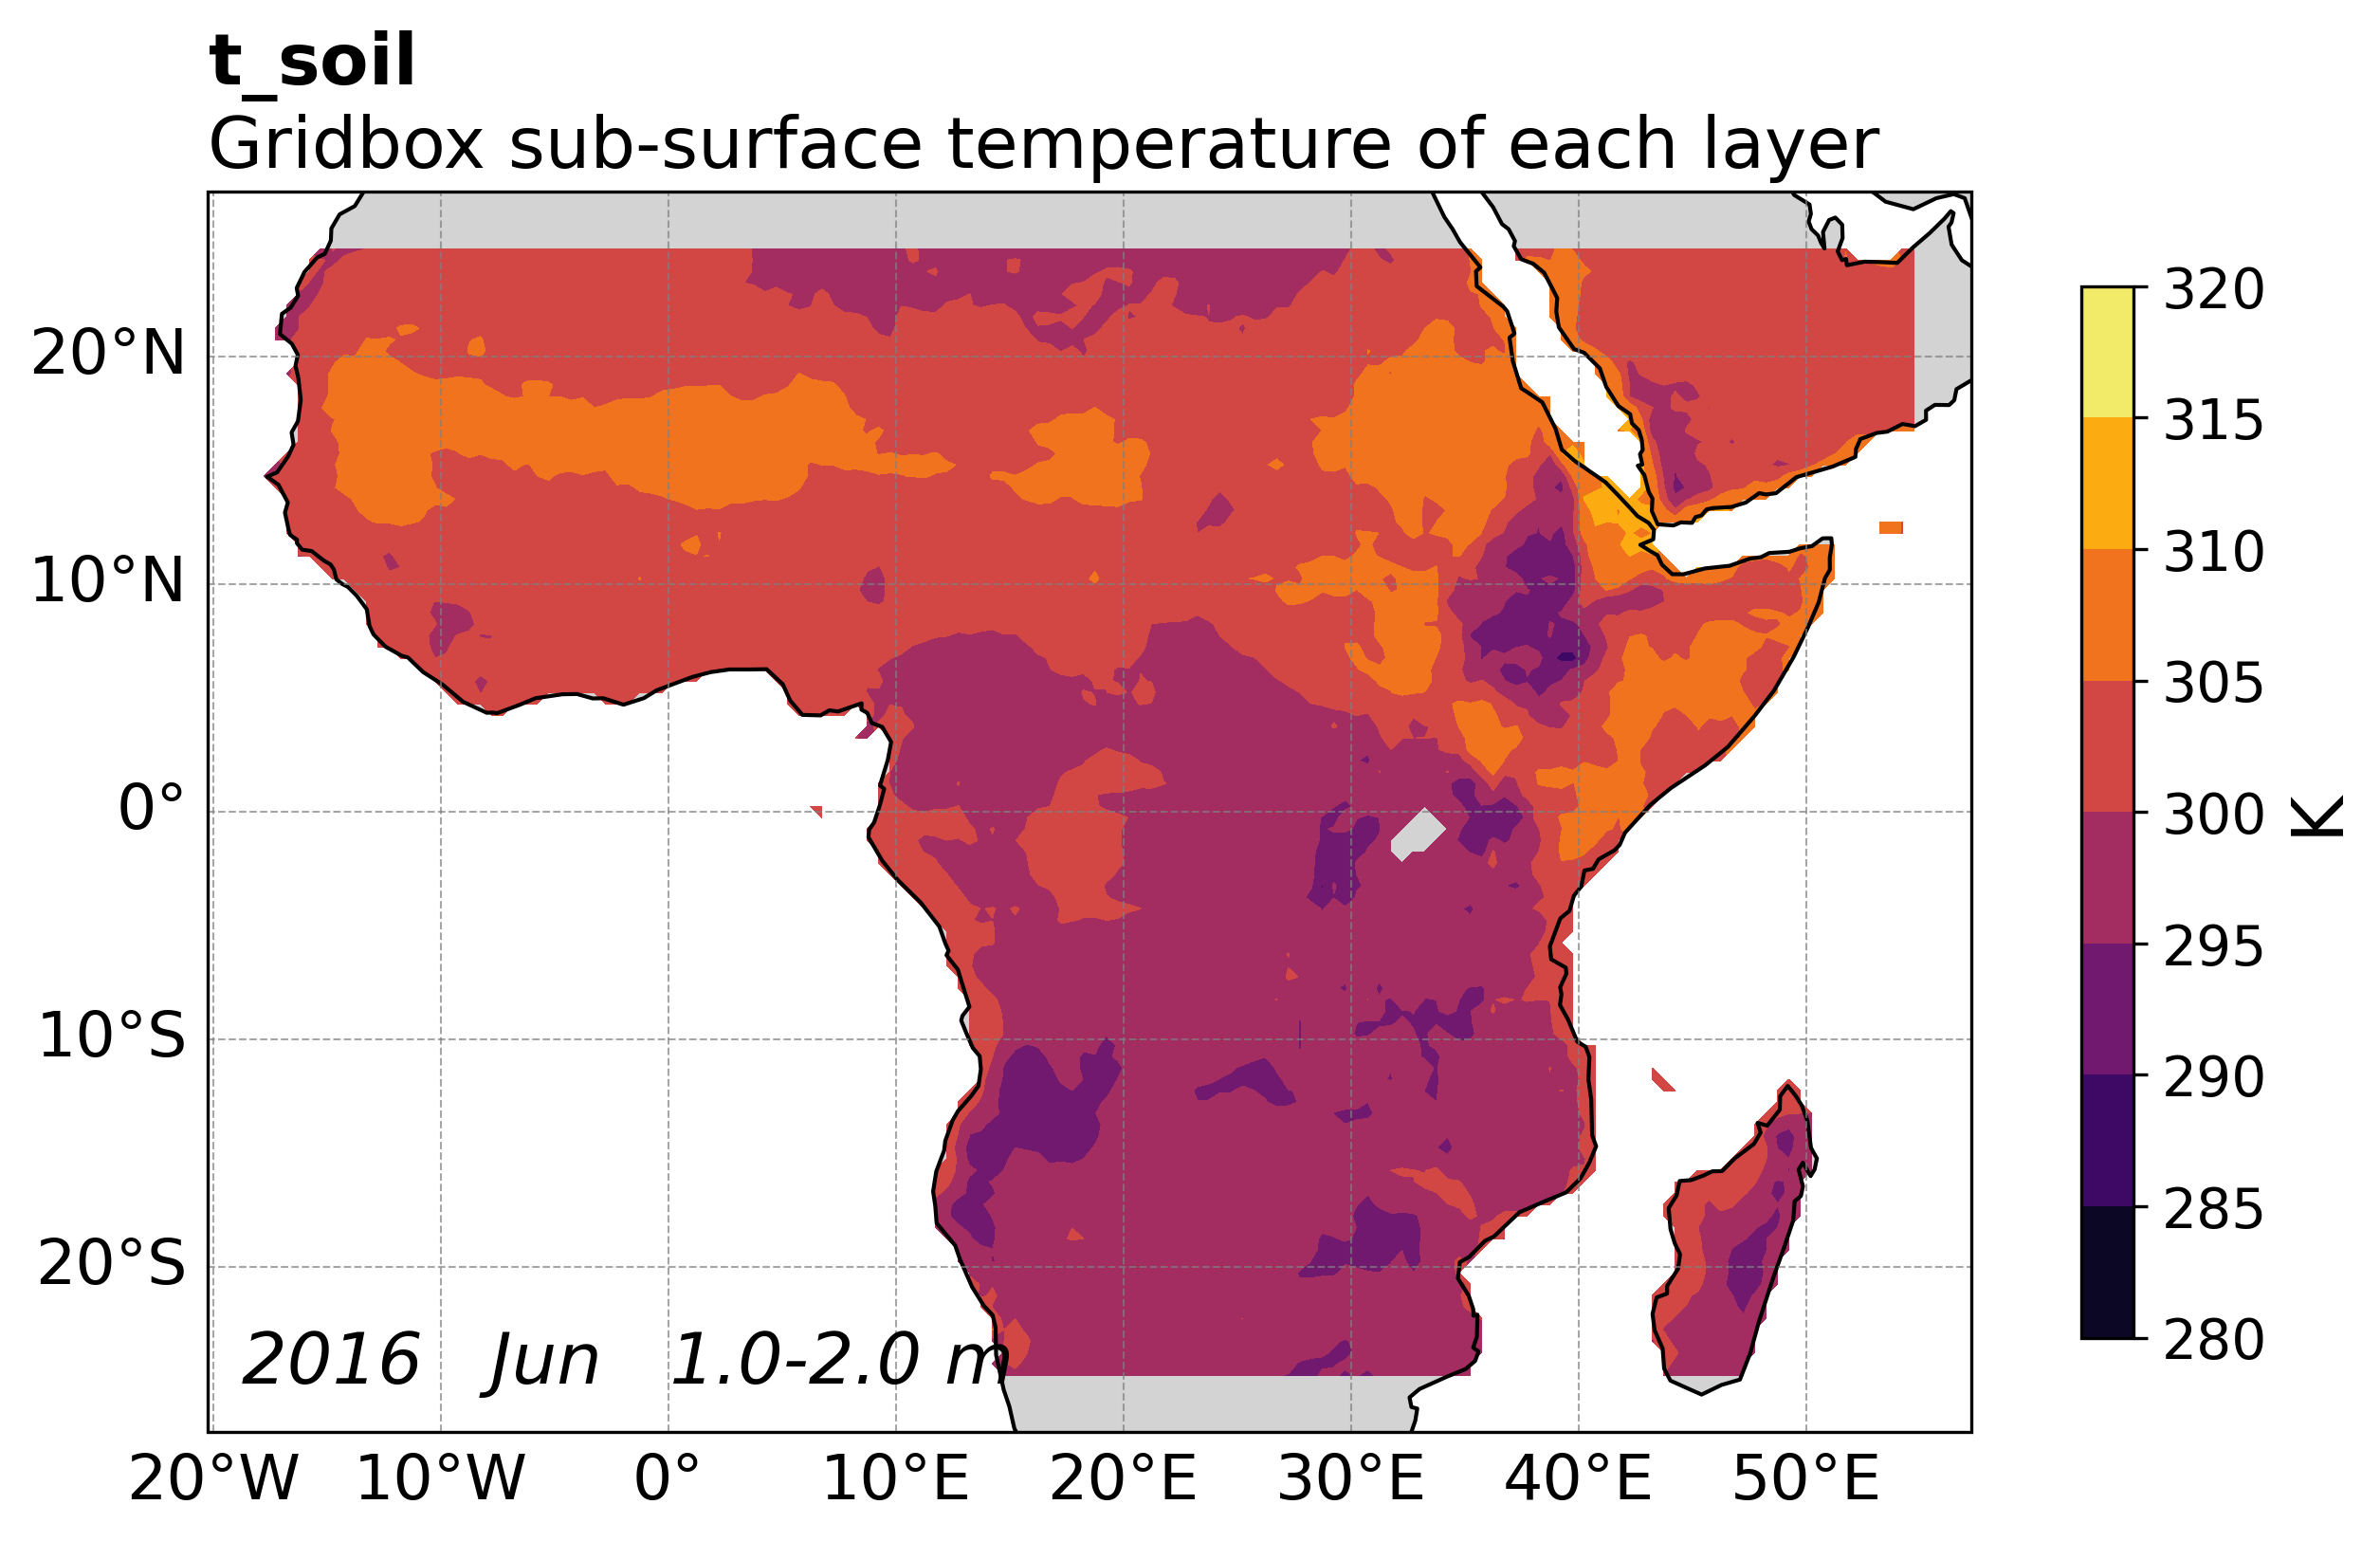 t_soil
Gridbox sub-surface temperature of each layer
320
315
310
305
300
295
290
285
280
K
20°N
10°N
0°
10°S
20°S
2016 Jun 1.0-2.0 m
20°W 10°W 0° 10°E 20°E 30°E 40°E 50°E